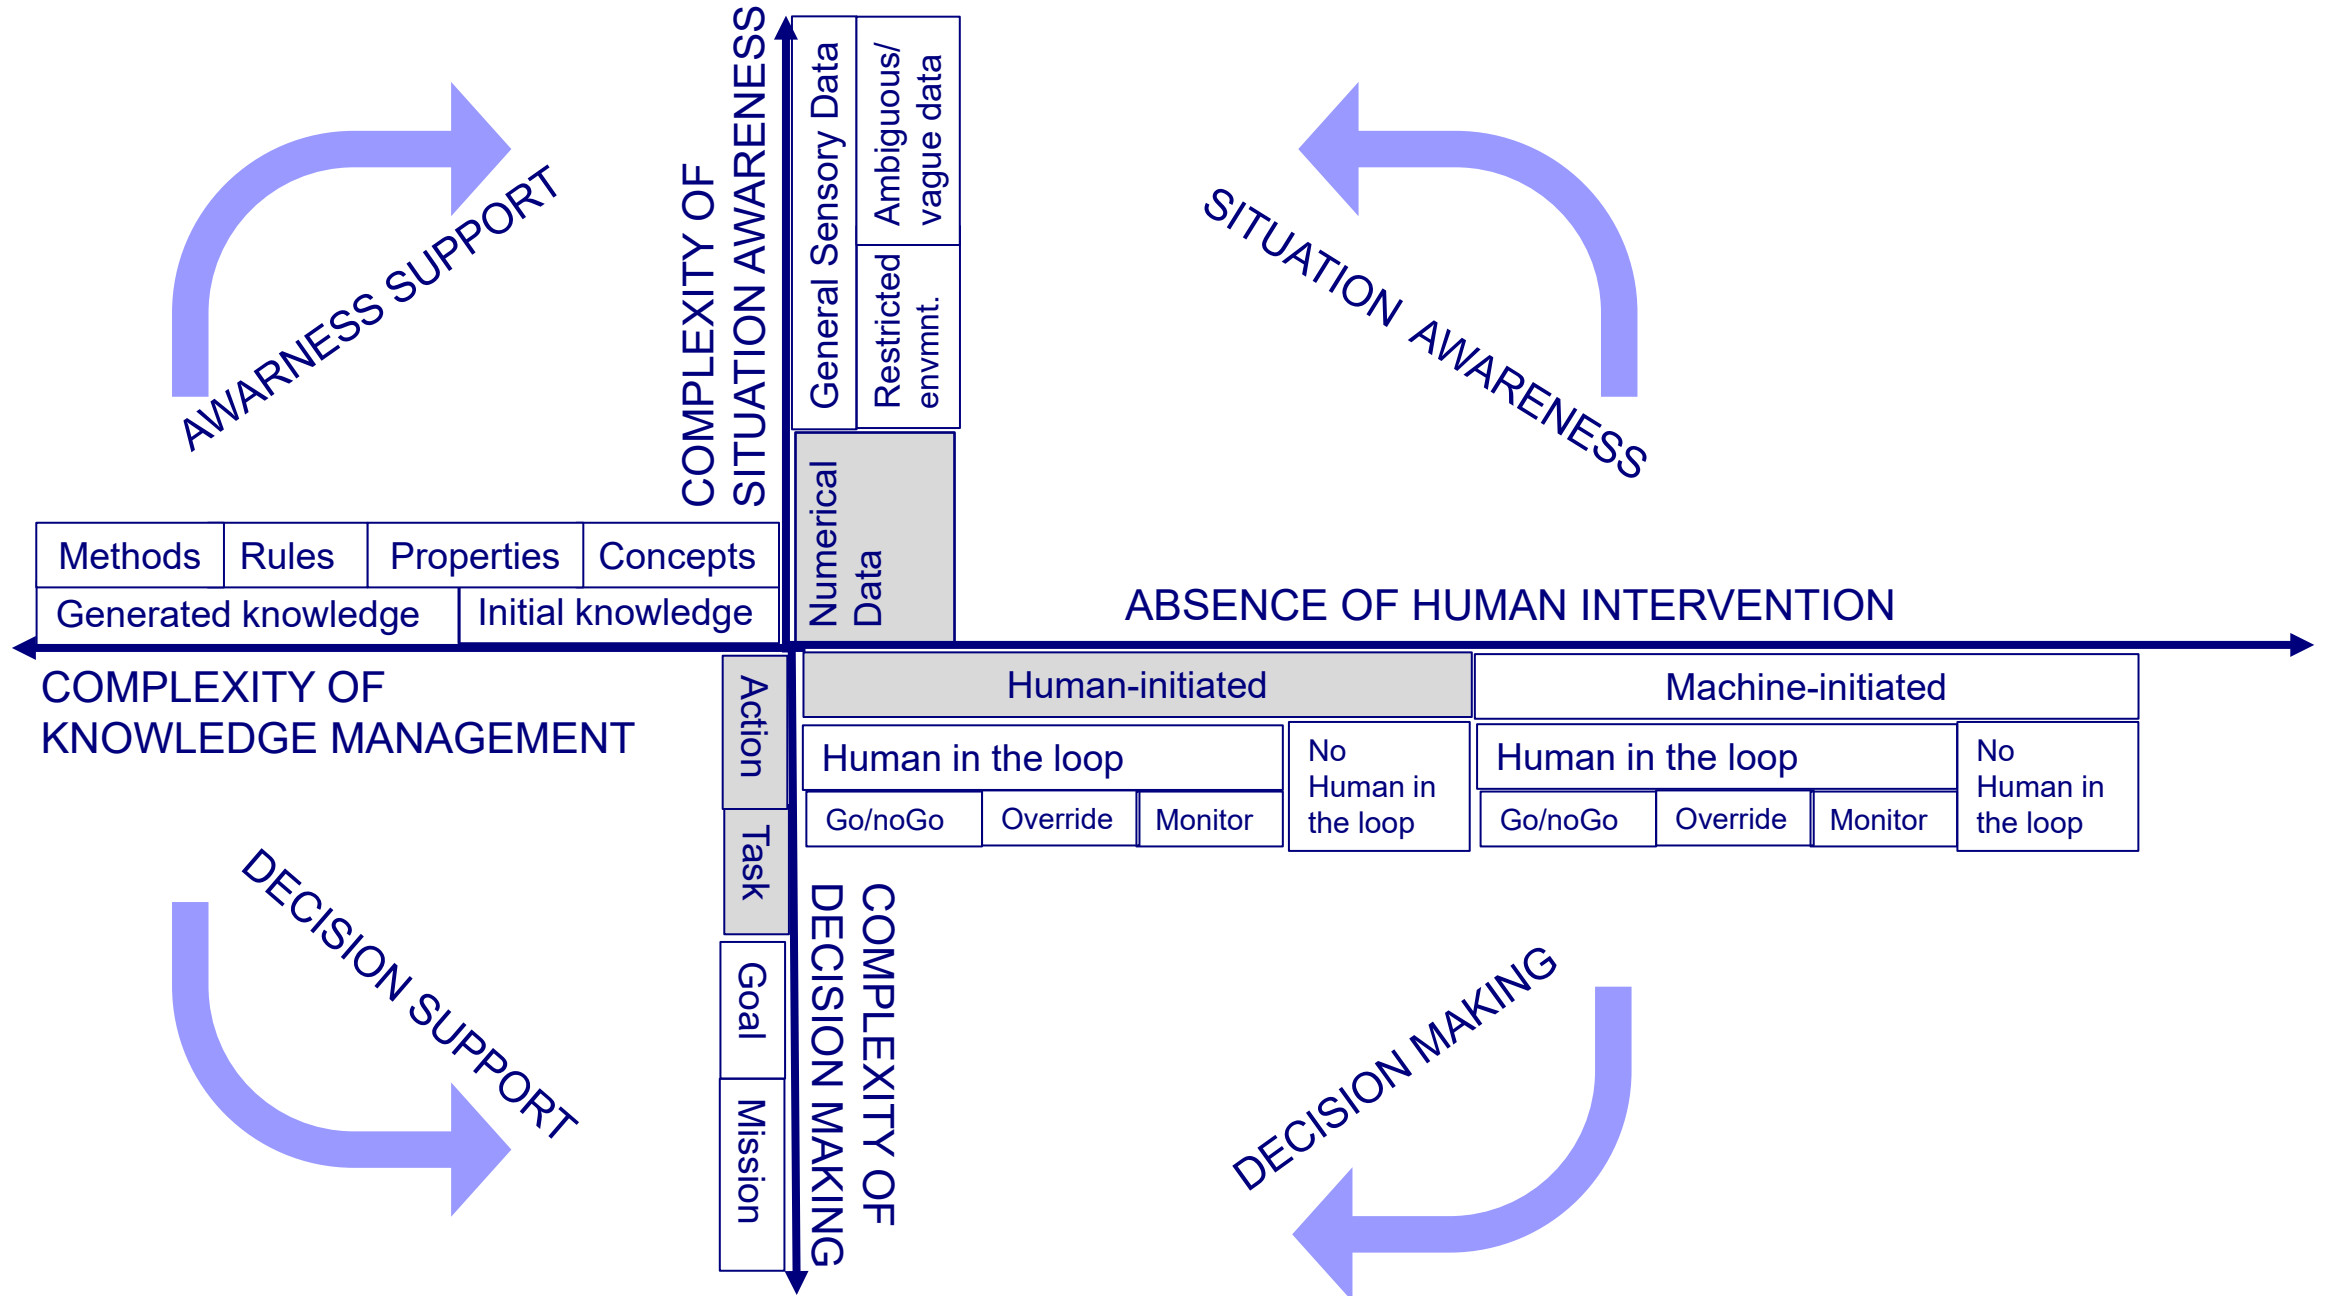 COMPLEXITY OF
SITUATION AWARENESS
General Sensory Data
Ambiguous/
vague data
Restricted
envmnt.
Numerical
Data
AWARNESS SUPPORT
SITUATION AWARENESS
Methods
Rules
Properties
Concepts
Generated knowledge
Initial knowledge
ABSENCE OF HUMAN INTERVENTION
COMPLEXITY OF
KNOWLEDGE MANAGEMENT
Action
Task
Goal
Mission
Human-initiated
Machine-initiated
Human in the loop
No
Human in
the loop
Go/noGo
Override
Monitor
Human in the loop
No
Human in
the loop
Go/noGo
Override
Monitor
COMPLEXITY OF
DECISION MAKING
DECISION SUPPORT
DECISION MAKING